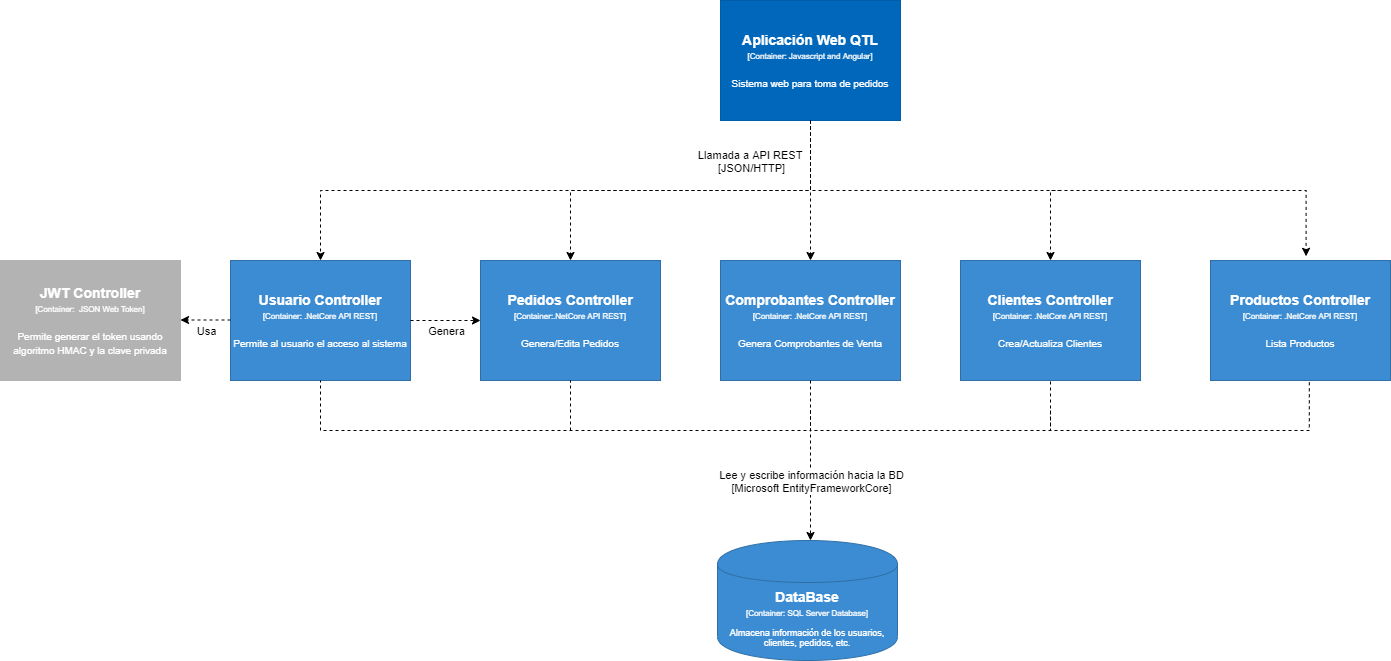 Aplicación Web QTL
[Container: Javascript and Angular]
Sistema web para toma de pedidos
Llamada a API REST
[JSON/HTTP]
JWT Controller
[Container:  JSON Web Token]
Permite generar el token usando
algoritmo HMAC y la clave privada
Usa
Usuario Controller
[Container: .NetCore API REST]
Permite al usuario el acceso al sistema
Genera
Pedidos Controller
[Container:.NetCore API REST]
Genera/Edita Pedidos
Comprobantes Controller
[Container: .NetCore API REST]
Genera Comprobantes de Venta
Clientes Controller
[Container: .NetCore API REST]
Crea/Actualiza Clientes
Productos Controller
[Container: .NetCore API REST]
Lista Productos
Lee y escribe información hacia la BD
[Microsoft EntityFrameworkCore]
DataBase
[Container: SQL Server Database]
Almacena información de los usuarios,
clientes, pedidos, etc.